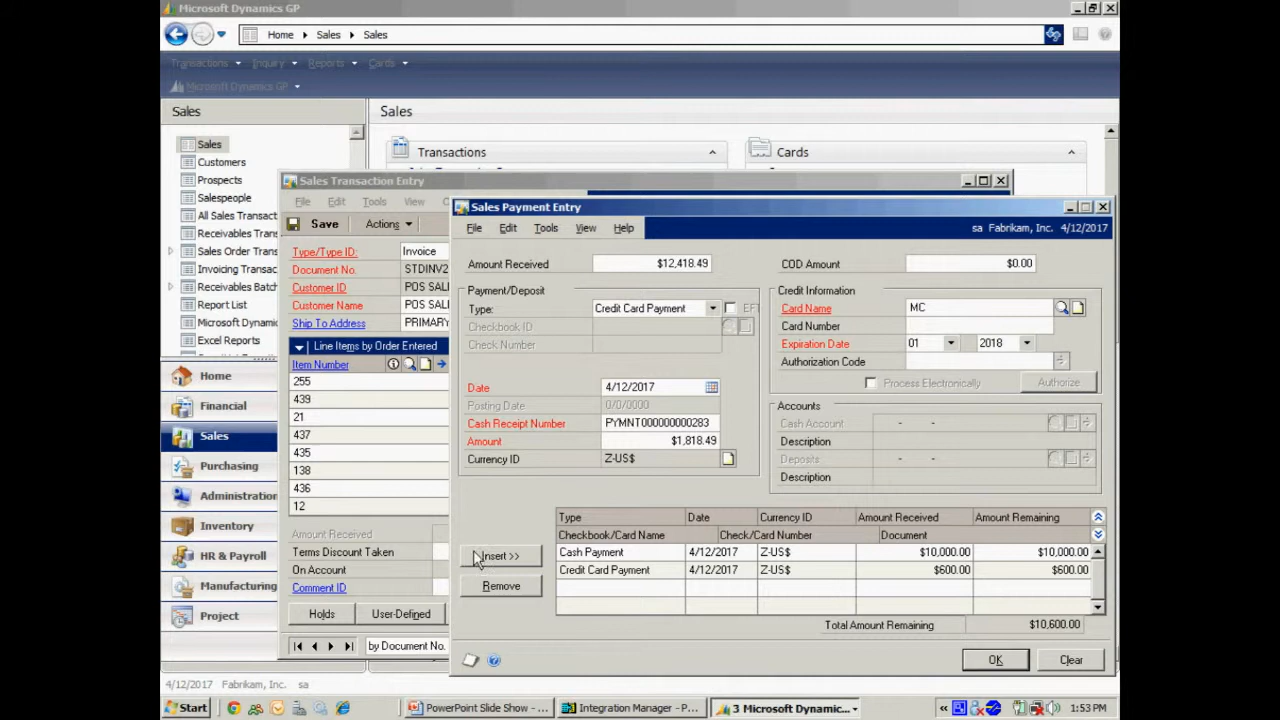 Microsoft Dynamics GP
Home Sales Sales
Transactions Inquiry Reports Cards
Microsoft Dynamics GP
Sales
Sales
Sales
Customers
Prospects
Salespeople
All Sales Transact
Receivables Trans
Sales Order Trans
Invoicing Transac
Receivables Batch
Report List
Microsoft Dynamic
Excel Reports
Home
Financial
Sales
Purchasing
Administration
Inventory
HR & Payroll
Manufacturing
Project
Transactions
Cards
Sales Transaction Entry
File Edit Tools View
Save Actions
Type/Type ID: Invoice
Document No. STDINV2
Customer ID POS SAL
Customer Name POS SAL
Ship To Address PRIMARY
Line Items by Order Entered
Item Number
255
439
21
437
435
138
436
12
Amount Received
Terms Discount Taken
On Account
Comment ID
Holds User-Defined
by Document No.
Sales Payment Entry
File Edit Tools View Help
sa Fabrikam, Inc. 4/12/2017
Amount Received $12,418.49
COD Amount $0.00
Payment/Deposit
Type: Credit Card Payment EFT
Checkbook ID
Check Number
Date 4/12/2017
Posting Date 0/0/0000
Cash Receipt Number PYMNT000000000283
Amount $1,818.49
Currency ID Z-US$
Credit Information
Card Name MC
Card Number
Expiration Date 01 2018
Authorization Code
Process Electronically Authorize
Accounts
Cash Account - -
Description
Deposits - -
Description
Insert >>
Remove
Type Date Currency ID Amount Received Amount Remaining
Checkbook/Card Name Check/Card Number Document
Cash Payment 4/12/2017 Z-US$ $10,000.00 $10,000.00
Credit Card Payment 4/12/2017 Z-US$ $600.00 $600.00
Total Amount Remaining $10,600.00
OK Clear
4/12/2017 Fabrikam, Inc. sa
Start PowerPoint Slide Show - ... Integration Manager - P... 3 Microsoft Dynamic... 1:53 PM